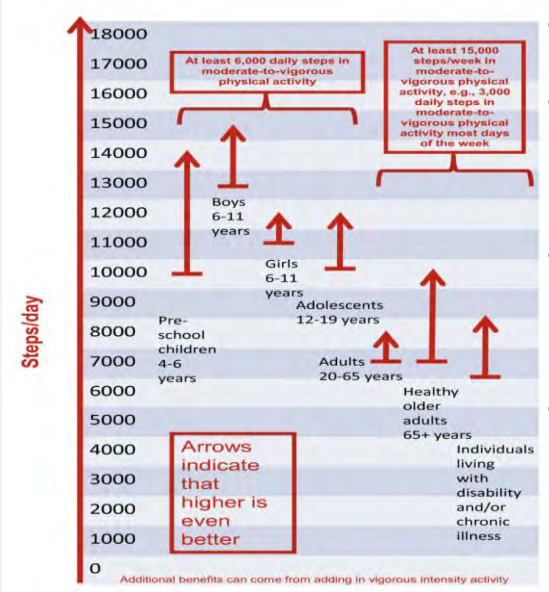 Steps/day
18000
17000
16000
15000
14000
13000
12000
11000
10000
9000
8000
7000
6000
5000
4000
3000
2000
1000
0
At least 6,000 daily steps in
moderate-to-vigorous
physical activity
At least 15,000
steps/week in
moderate-to-
vigorous physical
activity, e.g., 3,000
daily steps in
moderate-to-
vigorous physical
activity most days
of the week
Pre-
school
children
4-6
years
Boys
6-11
years
Girls
6-11
years
Adolescents
12-19 years
Adults
20-65 years
Healthy
older
adults
65+ years
Individuals
living
with
disability
and/or
chronic
illness
Arrows
indicate
that
higher is
even
better
Additional benefits can come from adding in vigorous intensity activity